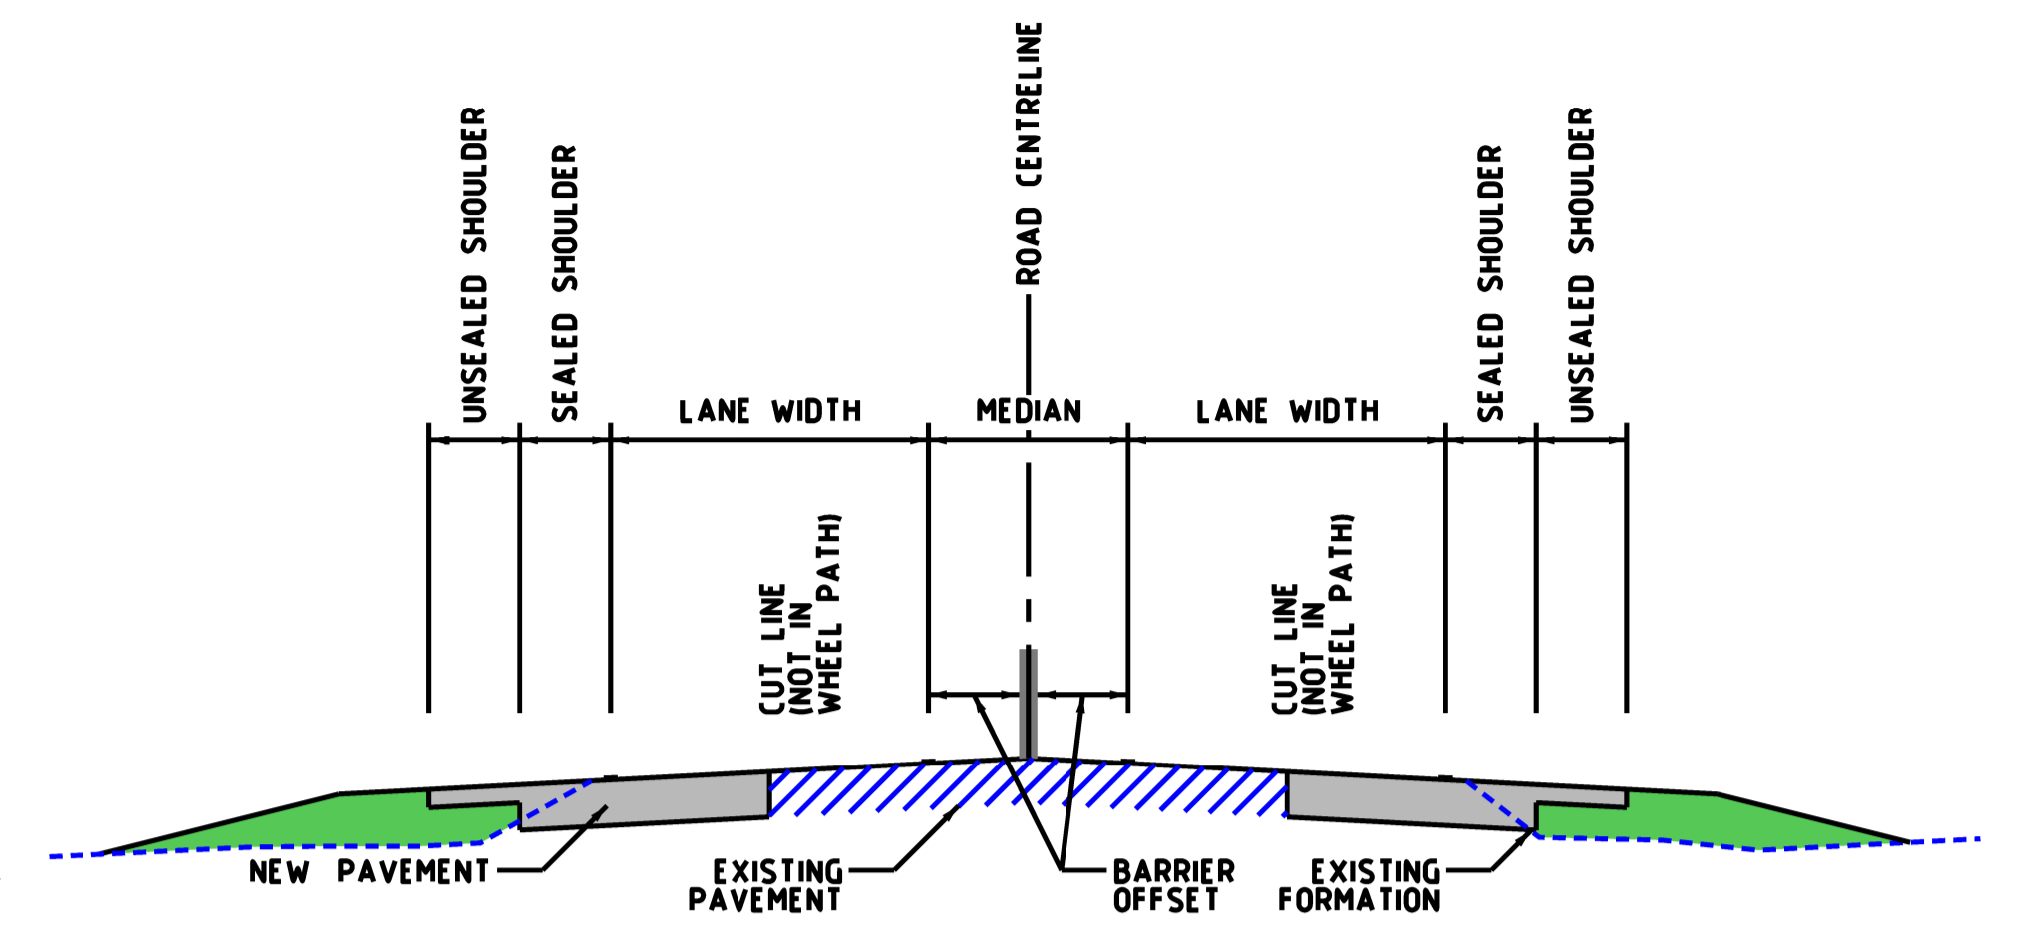 ROAD CENTRELINE
UNSEALED SHOULDER
SEALED SHOULDER
SEALED SHOULDER
UNSEALED SHOULDER
LANE WIDTH
MEDIAN
LANE WIDTH
CUT LINE
(NOT IN
WHEEL PATH)
CUT LINE
(NOT IN
WHEEL PATH)
NEW PAVEMENT
EXISTING
PAVEMENT
BARRIER
OFFSET
EXISTING
FORMATION